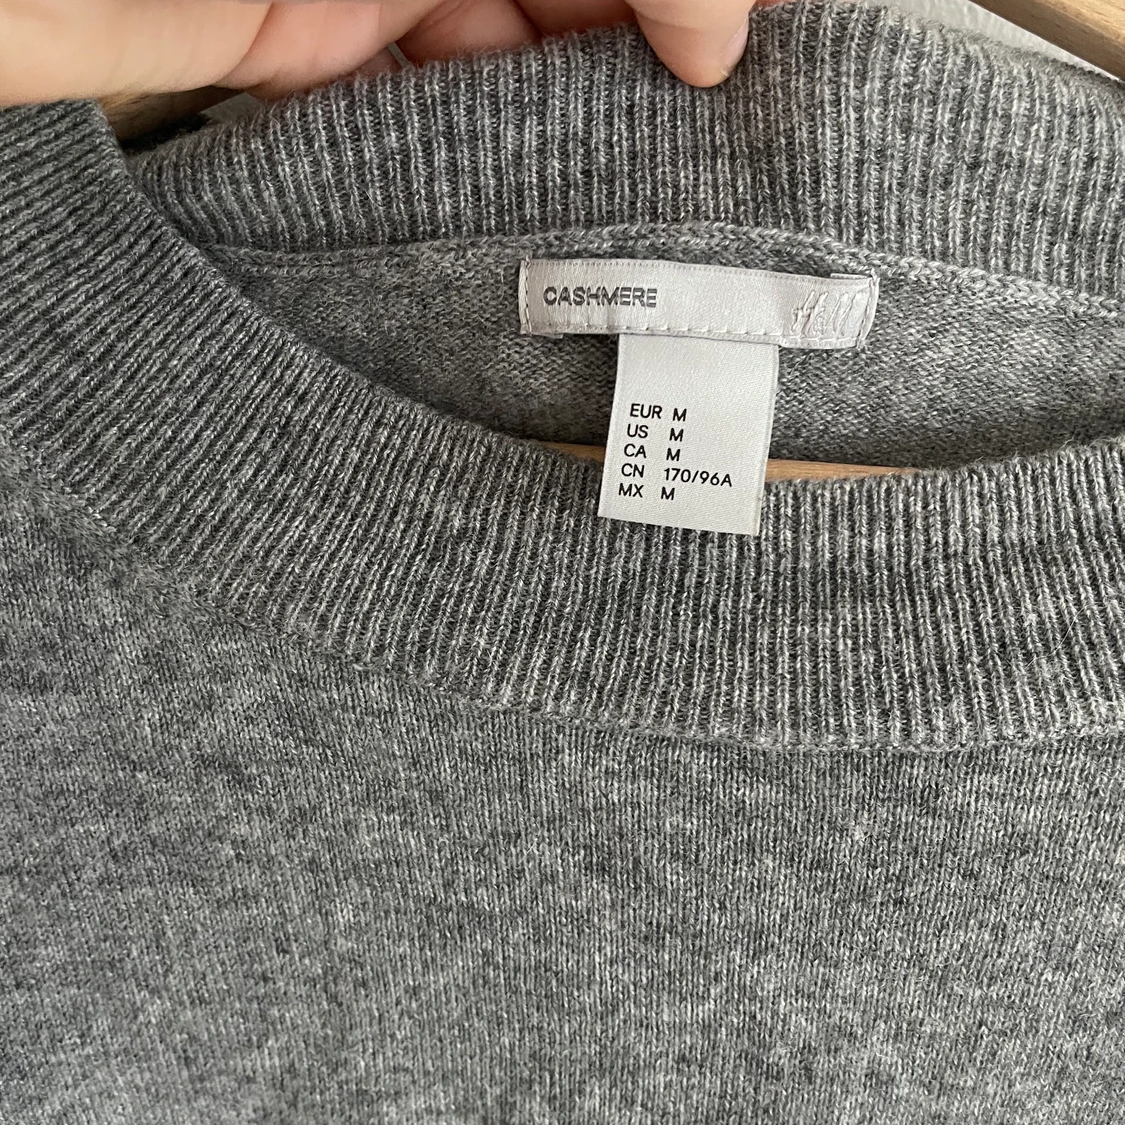 CASHMERE H&M
EUR M
US M
CA M
CN 170/96A
MX M